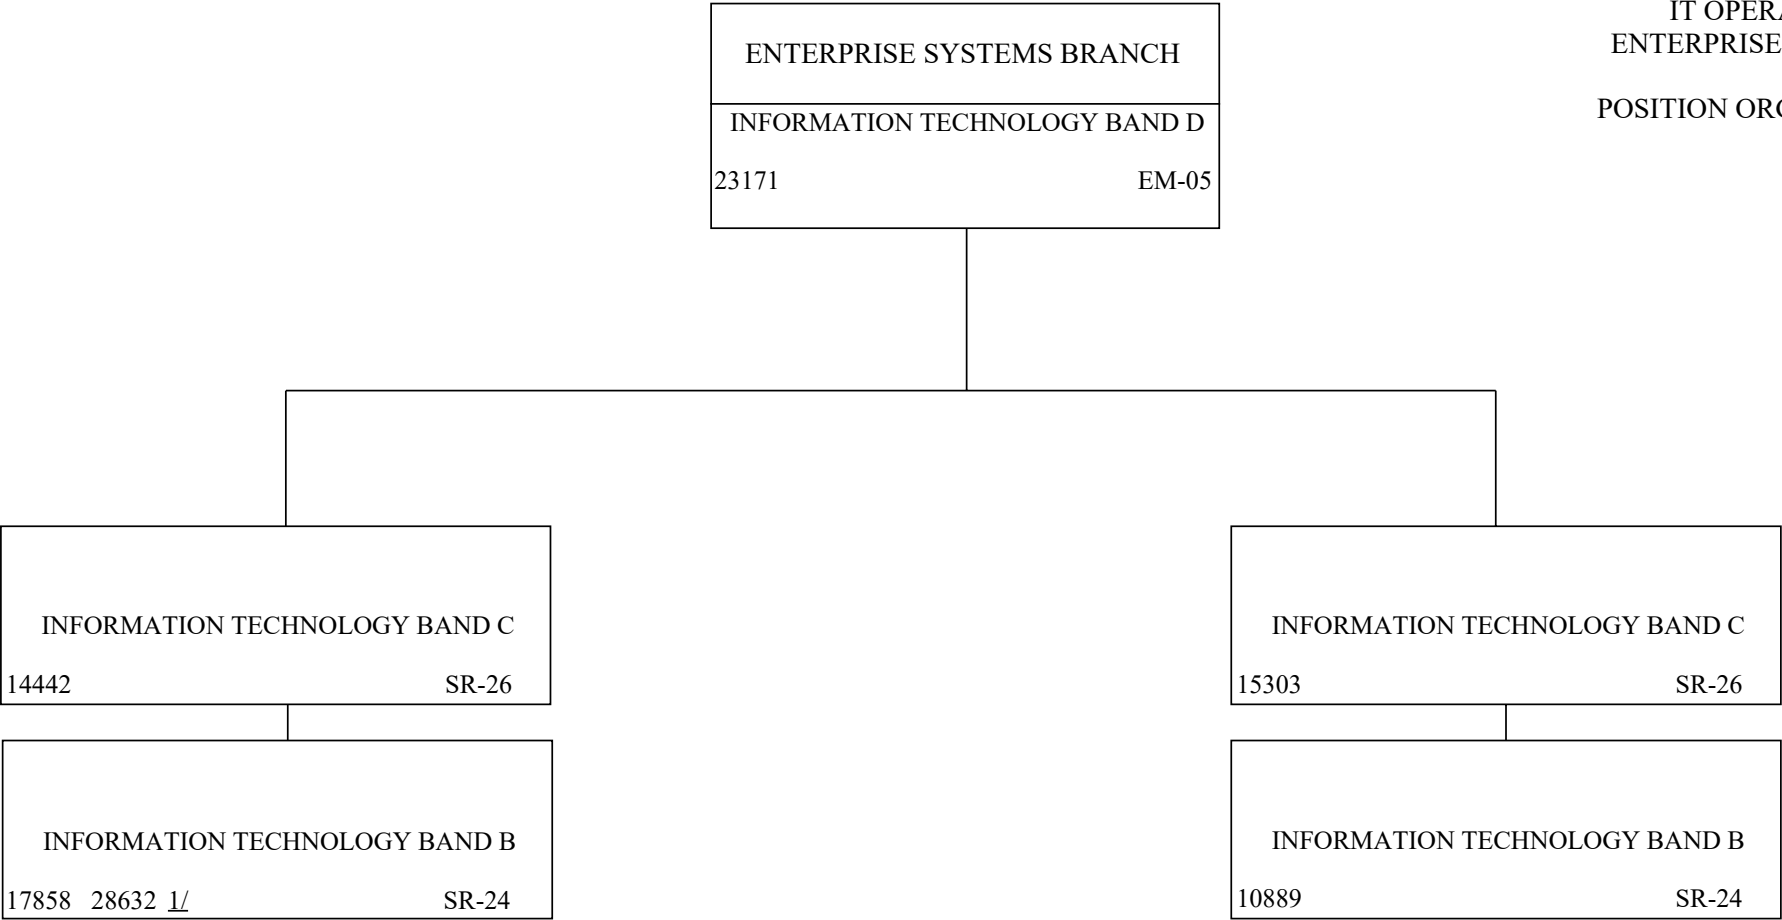 IT OPERA
ENTERPRISE
POSITION ORG
ENTERPRISE SYSTEMS BRANCH
INFORMATION TECHNOLOGY BAND D
23171 EM-05
INFORMATION TECHNOLOGY BAND C
14442 SR-26
INFORMATION TECHNOLOGY BAND C
15303 SR-26
INFORMATION TECHNOLOGY BAND B
17858 28632 1/ SR-24
INFORMATION TECHNOLOGY BAND B
10889 SR-24